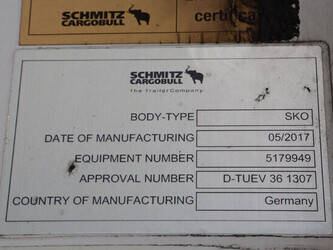 SCHMITZ
CARGOBULL
SCHMITZ
CARGOBULL
The TrailerCompany
BODY-TYPE SKO
DATE OF MANUFACTURING 05/2017
EQUIPMENT NUMBER 5179949
APPROVAL NUMBER D-TUEV 36 1307
COUNTRY OF MANUFACTURING Germany